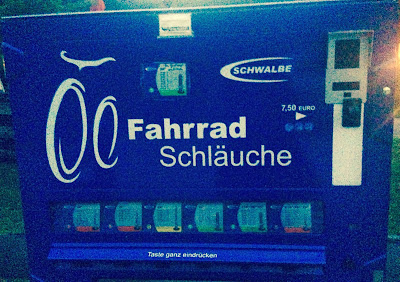 SCHWALBE
7,50 EURO
Fahrrad
Schläuche
Taste ganz eindrücken